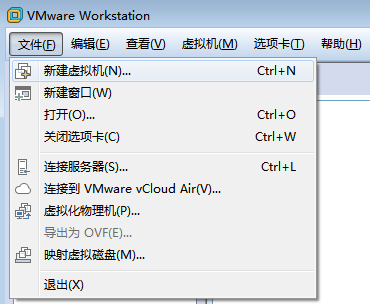 VMware Workstation
文件(F) 编辑(E) 查看(V) 虚拟机(M) 选项卡(T) 帮助(H)
新建虚拟机(N)... Ctrl+N
新建窗口(W)
打开(O)... Ctrl+O
关闭选项卡(C) Ctrl+W
连接服务器(S)... Ctrl+L
连接到 VMware vCloud Air(V)...
虚拟化物理机(P)...
导出为 OVF(E)...
映射虚拟磁盘(M)...
退出(X)